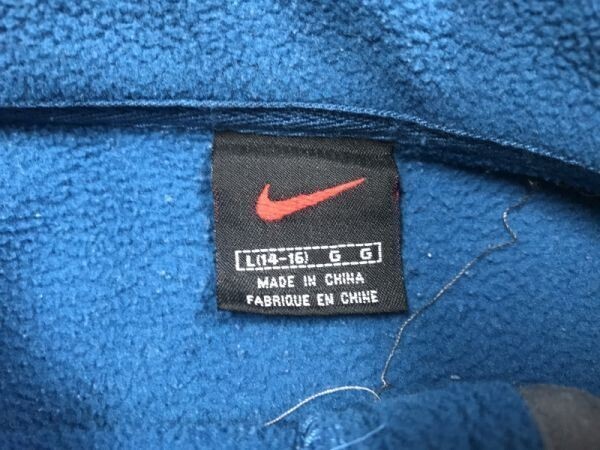 L(14-16) G G
MADE IN CHINA
FABRIQUE EN CHINE